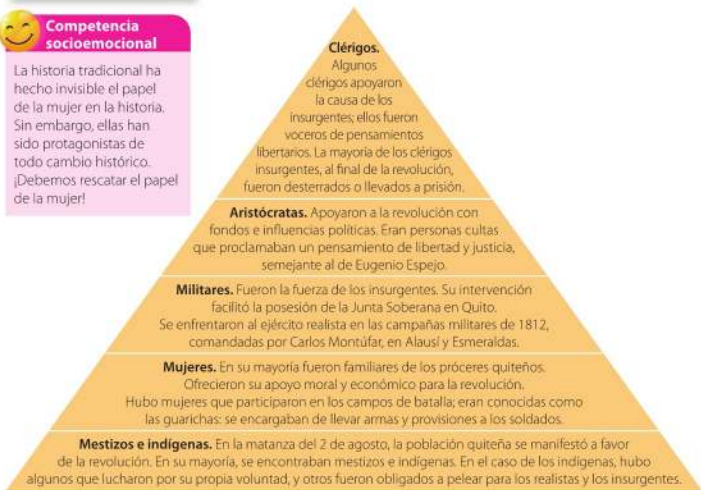 Competencia
socioemocional
La historia tradicional ha
hecho invisible el papel
de la mujer en la historia.
Sin embargo, ellas han
sido protagonistas de
todo cambio histórico.
¡Debemos rescatar el papel
de la mujer!
Clérigos.
Algunos
clérigos apoyaron
la causa de los
insurgentes; ellos fueron
voceros de pensamientos
libertarios. La mayoría de los clérigos
insurgentes, al final de la revolución,
fueron desterrados o llevados a prisión.
Aristócratas. Apoyaron a la revolución con
fondos e influencias políticas. Eran personas cultas
que proclamaban un pensamiento de libertad y justicia,
semejante al de Eugenio Espejo.
Militares. Fueron la fuerza de los insurgentes. Su intervención
facilitó la posesión de la Junta Soberana en Quito.
Se enfrentaron al ejército realista en las campañas militares de 1812,
comandadas por Carlos Montúfar, en Alausí y Esmeraldas.
Mujeres. En su mayoría fueron familiares de los próceres quiteños.
Ofrecieron su apoyo moral y económico para la revolución.
Hubo mujeres que participaron en los campos de batalla; eran conocidas como
las guarichas: se encargaban de llevar armas y provisiones a los soldados.
Mestizos e indígenas. En la matanza del 2 de agosto, la población quiteña se manifestó a favor
de la revolución. En su mayoría, se encontraban mestizos e indígenas. En el caso de los indígenas, hubo
algunos que lucharon por su propia voluntad, y otros fueron obligados a pelear para los realistas y los insurgentes.